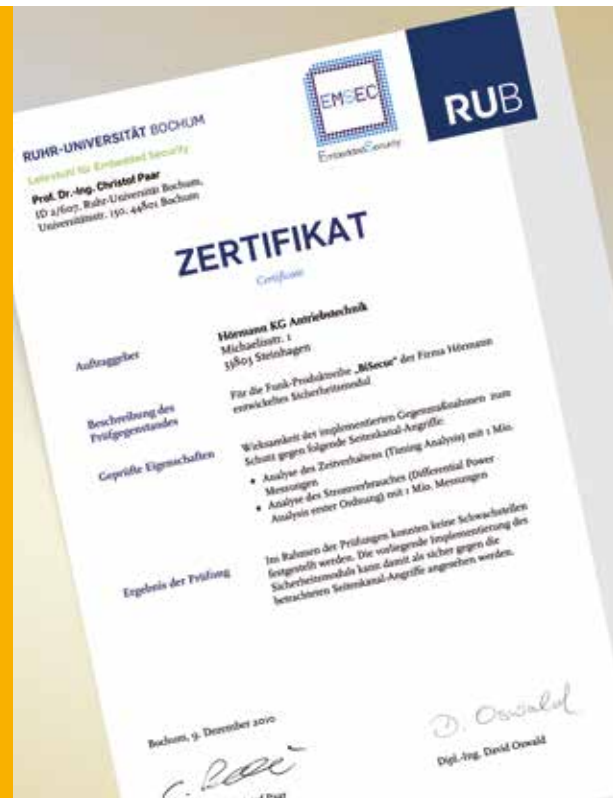 RUHR-UNIVERSITÄT BOCHUM
Lehrstuhl für Embedded Security
Prof. Dr.-Ing. Christof Paar
ID 2/607, Ruhr-Universität Bochum,
Universitätsstr. 150, 44801 Bochum
EMSEC
Embedded Security
RUB
ZERTIFIKAT
Certificate
Auftraggeber
Hörmann KG Antriebstechnik
Michaelisstr. 1
33803 Steinhagen
Beschreibung des
Prüfgegenstandes
Für die Funk-Produktreihe „BiSecur“ der Firma Hörmann
entwickeltes Sicherheitsmodul
Geprüfte Eigenschaften
Wirksamkeit der implementierten Gegenmaßnahmen zum
Schutz gegen folgende Seitenkanal-Angriffe:
• Analyse des Zeitverhaltens (Timing Analysis) mit 1 Mio.
Messungen
• Analyse des Stromverbrauches (Differential Power
Analysis erster Ordnung) mit 1 Mio. Messungen
Ergebnis der Prüfung
Im Rahmen der Prüfungen konnten keine Schwachstellen
festgestellt werden. Die vorliegende Implementierung des
Sicherheitsmoduls kann damit als sicher gegen die
betrachteten Seitenkanal-Angriffe angesehen werden.
Bochum, 9. Dezember 2010
D. Oswald
Dipl.-Ing. David Oswald
Paar